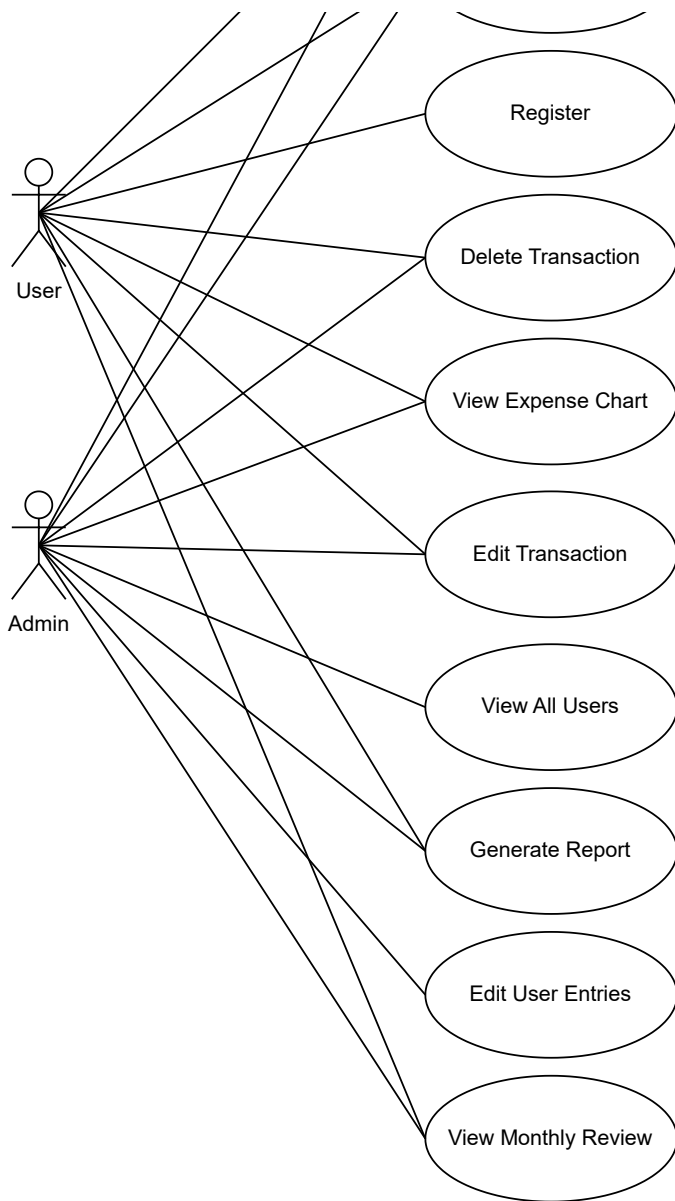 Register
Delete Transaction
User
View Expense Chart
Edit Transaction
Admin
View All Users
Generate Report
Edit User Entries
View Monthly Review